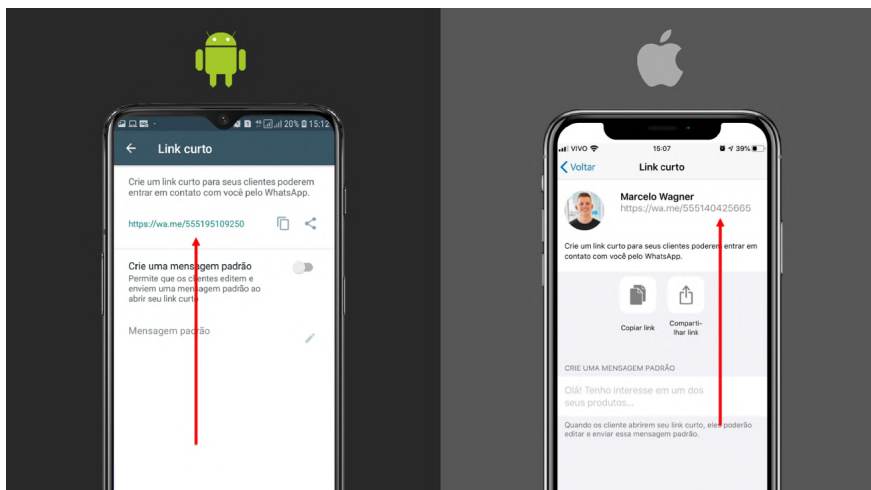 20% 15:12
Link curto
Crie um link curto para seus clientes poderem
entrar em contato com você pelo WhatsApp.
https://wa.me/555195109250
Crie uma mensagem padrão
Permite que os clientes editem e
enviem uma mensagem padrão ao
abrir seu link curto
Mensagem padrão
VIVO 15:07 39%
Voltar Link curto
Marcelo Wagner
https://wa.me/555140425665
Crie um link curto para seus clientes poderem entrar em
contato com você pelo WhatsApp.
Copiar link
Comparti-
lhar link
CRIE UMA MENSAGEM PADRÃO
Olá! Tenho interesse em um dos
seus produtos...
Quando os cliente abrirem seu link curto, eles poderão
editar e enviar essa mensagem padrão.